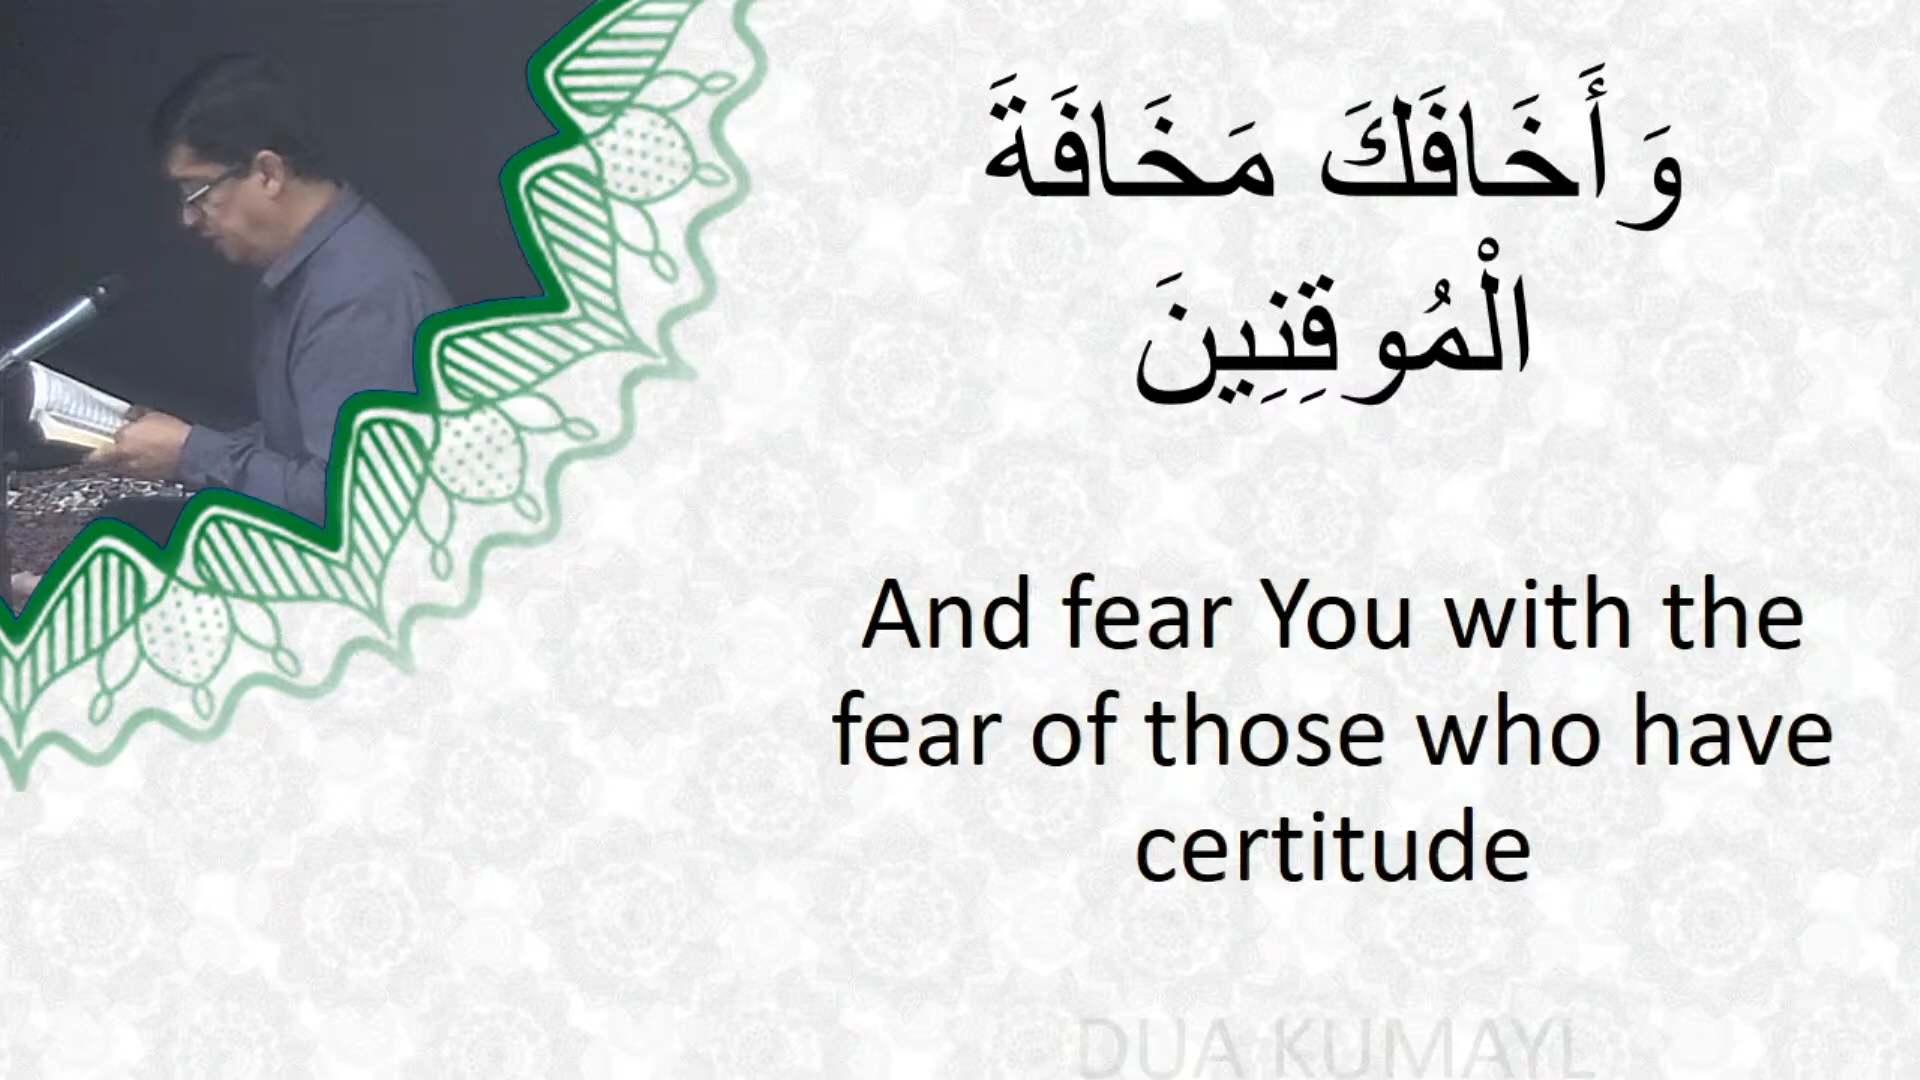 وَأَخَافَكَ مَخَافَةَ
الْمُوقِنِينَ
And fear You with the
fear of those who have
certitude
DUA KUMAYL